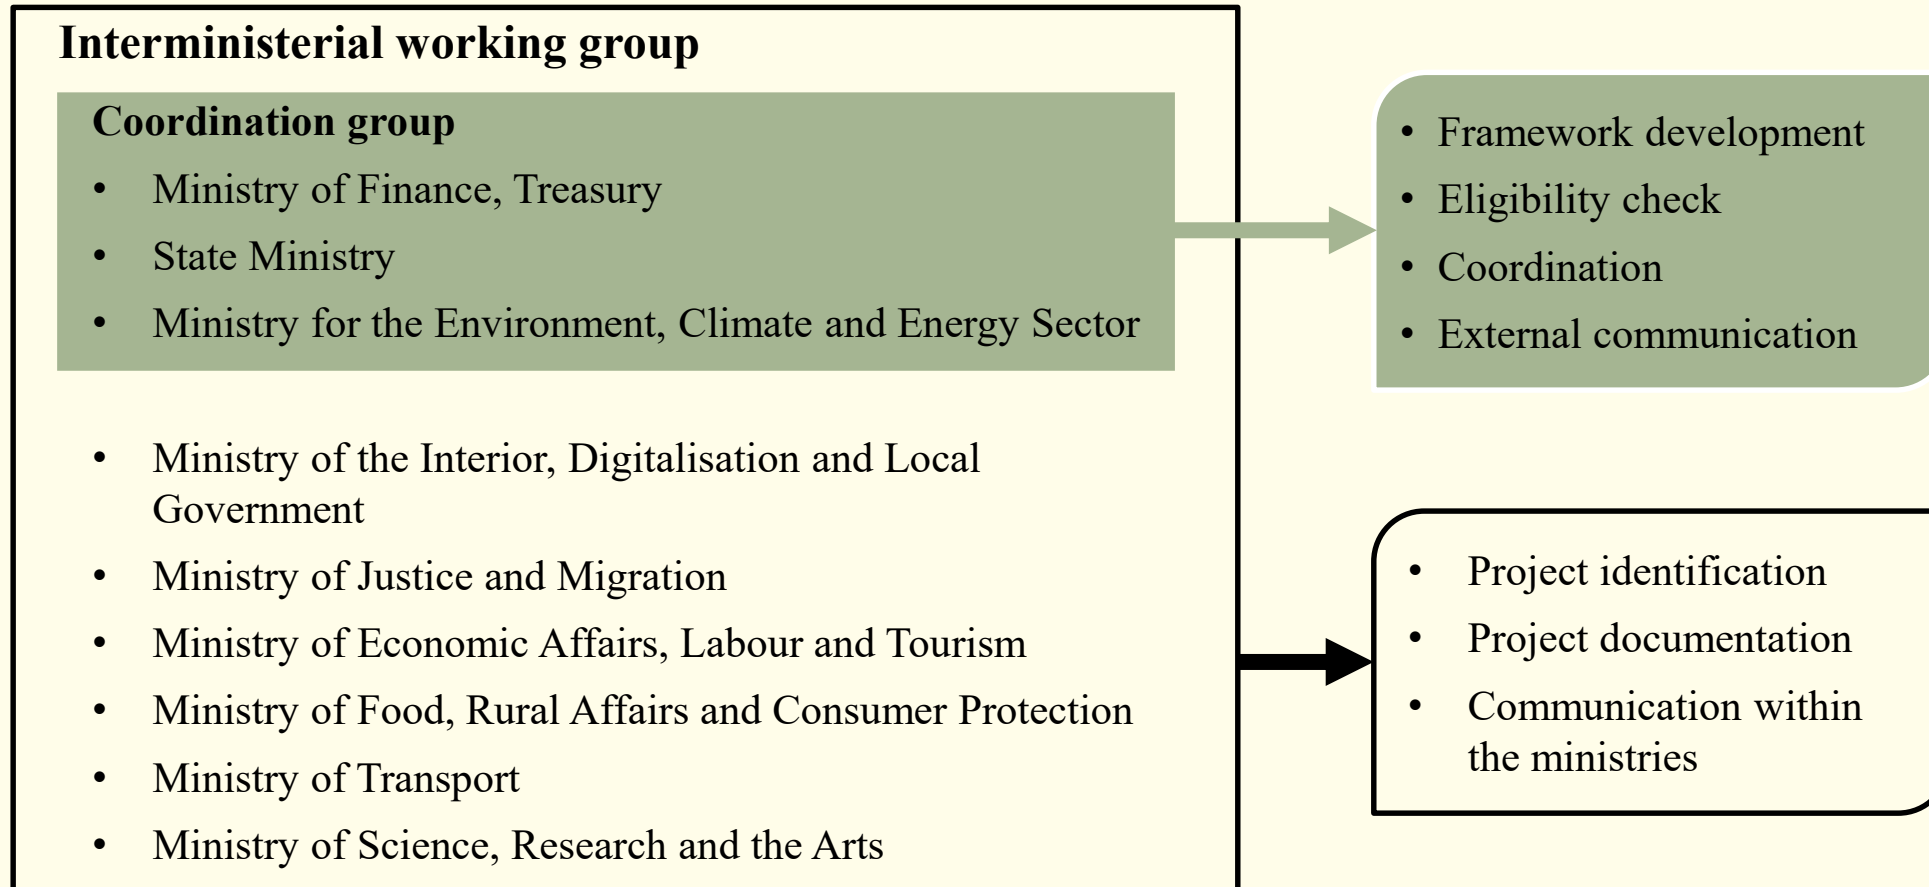 Interministerial working group
Coordination group
• Ministry of Finance, Treasury
• State Ministry
• Ministry for the Environment, Climate and Energy Sector
• Ministry of the Interior, Digitalisation and Local
Government
• Ministry of Justice and Migration
• Ministry of Economic Affairs, Labour and Tourism
• Ministry of Food, Rural Affairs and Consumer Protection
• Ministry of Transport
• Ministry of Science, Research and the Arts
• Framework development
• Eligibility check
• Coordination
• External communication
• Project identification
• Project documentation
• Communication within
the ministries